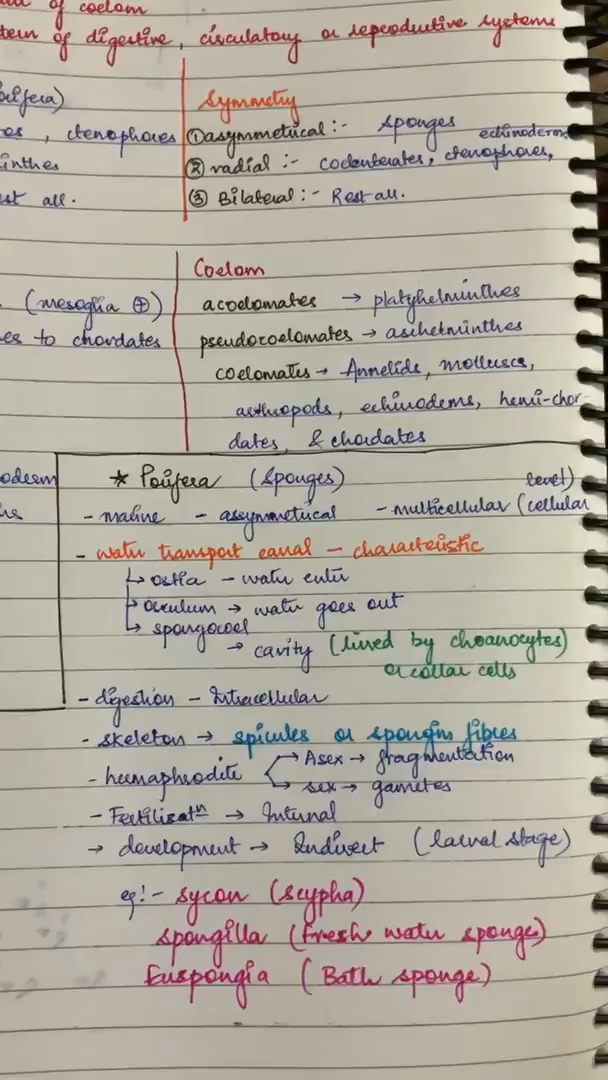 of coelom
tem of digestive, circulatory or reproductive systems
ifera)
es, ctenophores
inthes
st all.
Symmetry
① asymmetrical :- Sponges
② radial :- coelenterates, ctenophores, echinoderms
③ Bilateral :- Rest all.
(mesoglia ⊕)
es to chordates
Coelom
acoelomates → platyhelminthes
pseudocoelomates → aschelminthes
coelomates → Annelids, molluscs,
arthropods, echinoderms, hemi-chor-
dates, & chordates
oderm
★ Porifera (Sponges)
- marine - assymmetrical - multicellular (cellular level)
- water transport canal - characteristic
↳ ostia - water enter
↳ osculum → water goes out
↳ spongocoel
→ cavity (lined by choanocytes)
or collar cells
- digestion - Intracellular
- skeleton → spicules or spongin fibres
- hermaphrodite
Asex → fragmentation
sex → gametes
- Fertilizatn → Internal
→ development → Indirect (larval stage)
eg:- sycon (scypha)
spongilla (fresh water sponge)
Euspongia (Bath sponge)